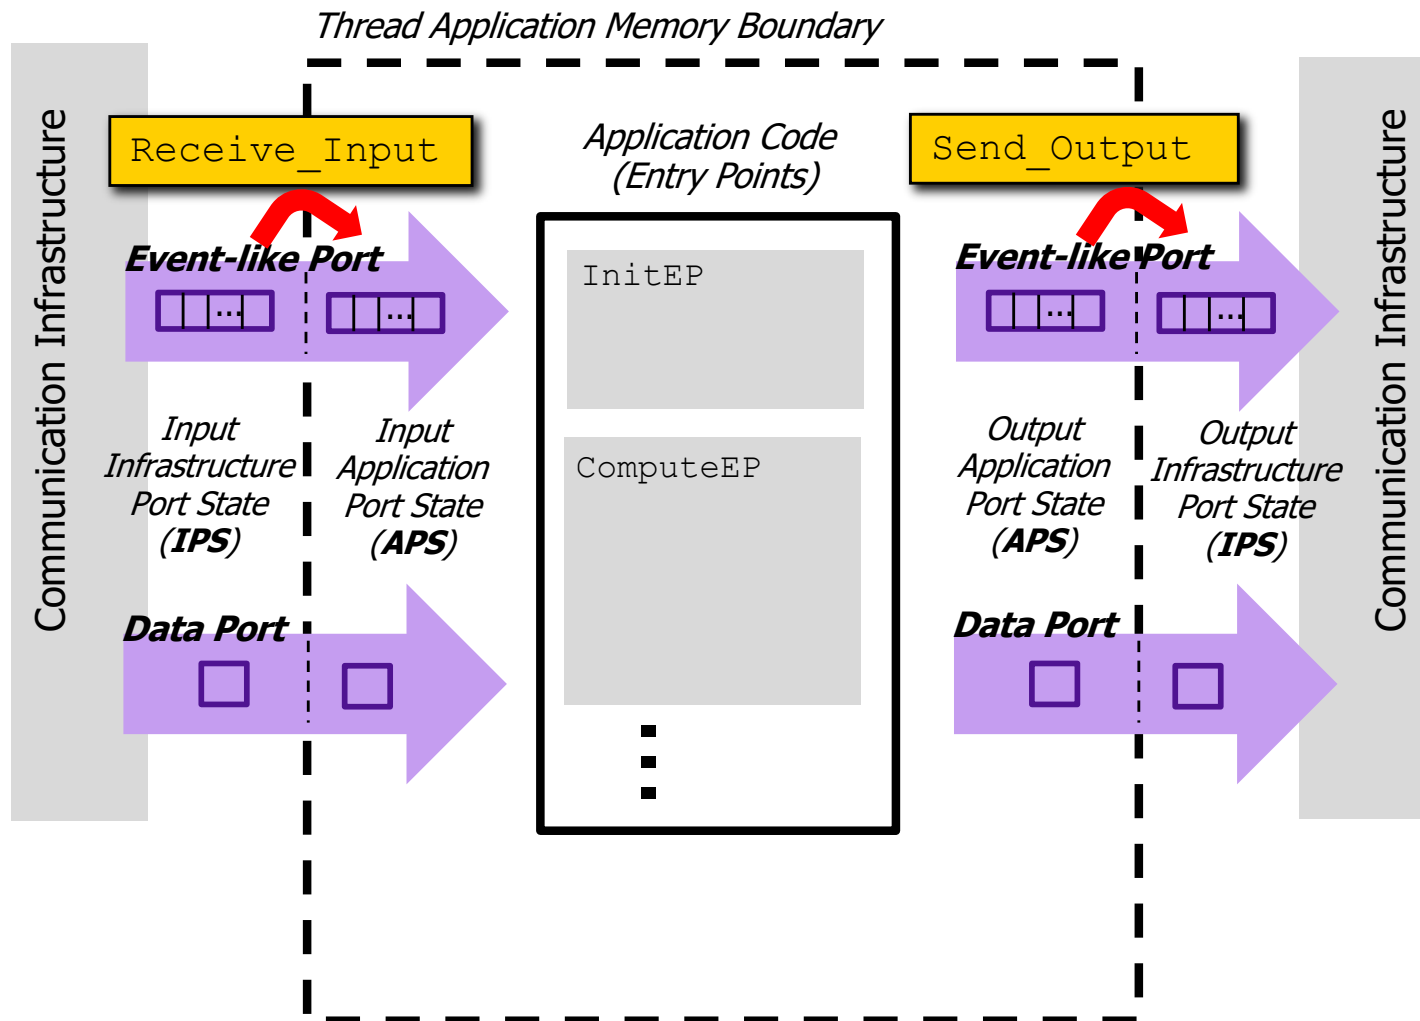 Thread Application Memory Boundary
Communication Infrastructure
Receive_Input
Application Code
(Entry Points)
Send_Output
Communication Infrastructure
Event-like Port
...
...
InitEP
Event-like Port
...
...
Input
Infrastructure
Port State
(IPS)
Input
Application
Port State
(APS)
ComputeEP
Output
Application
Port State
(APS)
Output
Infrastructure
Port State
(IPS)
Data Port
Data Port